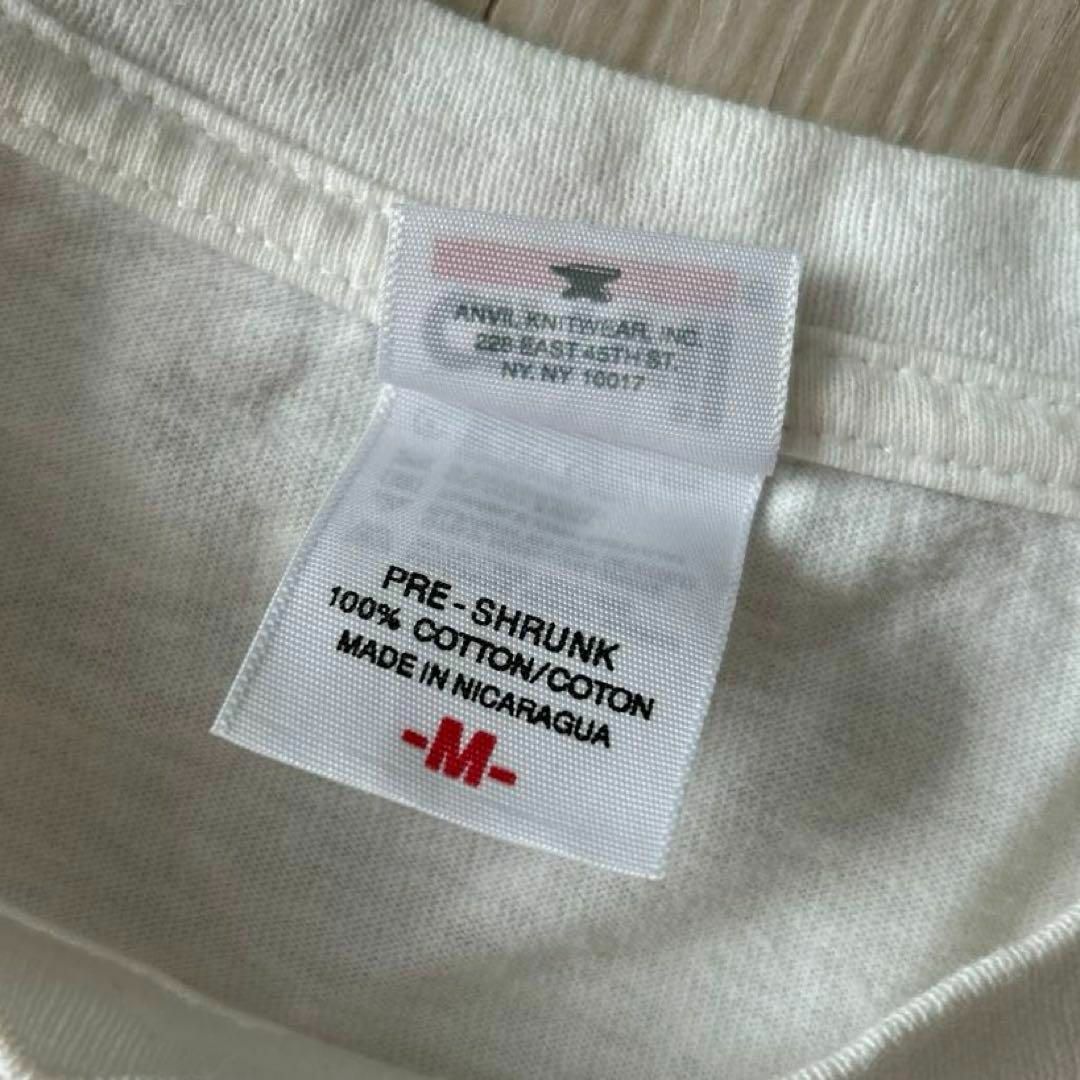 ANVIL KNITWEAR, INC.
228 EAST 45TH ST.
NY. NY 10017
PRE-SHRUNK
100% COTTON/COTON
MADE IN NICARAGUA
-M-